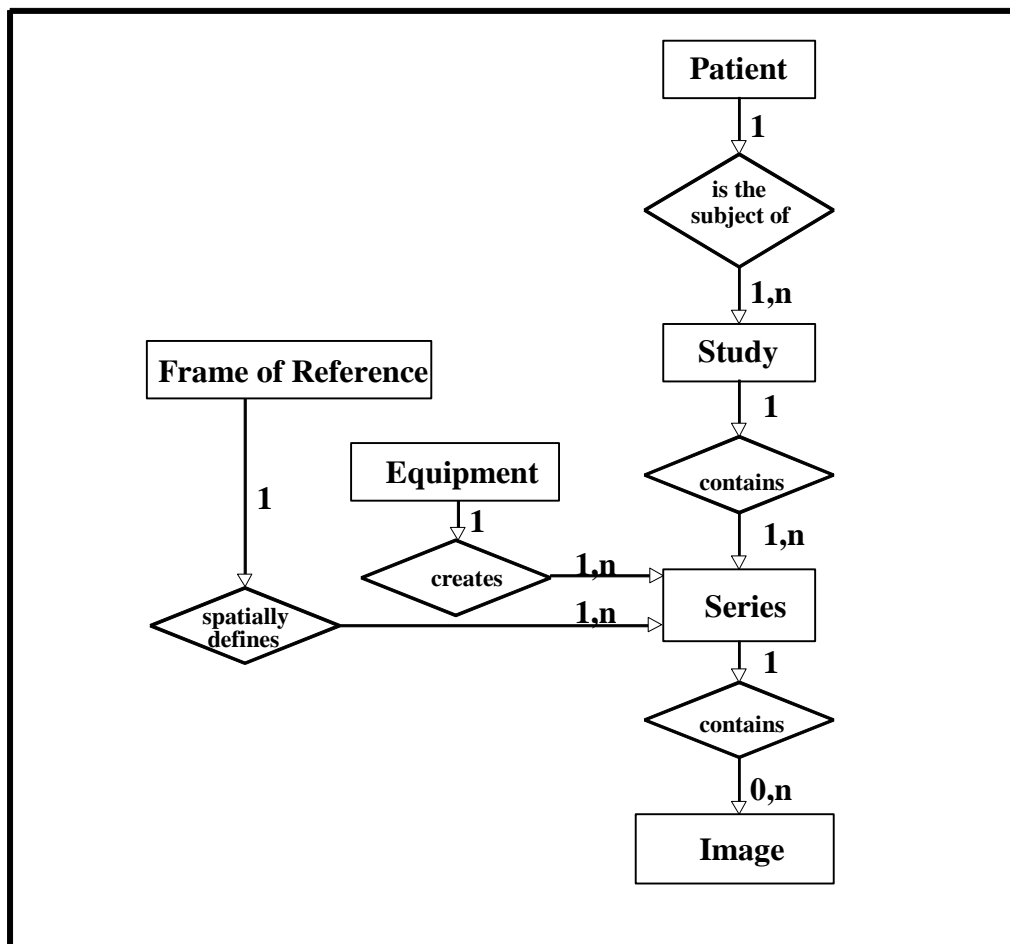 Patient
1
is the
subject of
1,n
Study
Frame of Reference
1
Equipment
contains
1
1
1,n
creates
1,n
Series
spatially
defines
1,n
1
contains
0,n
Image